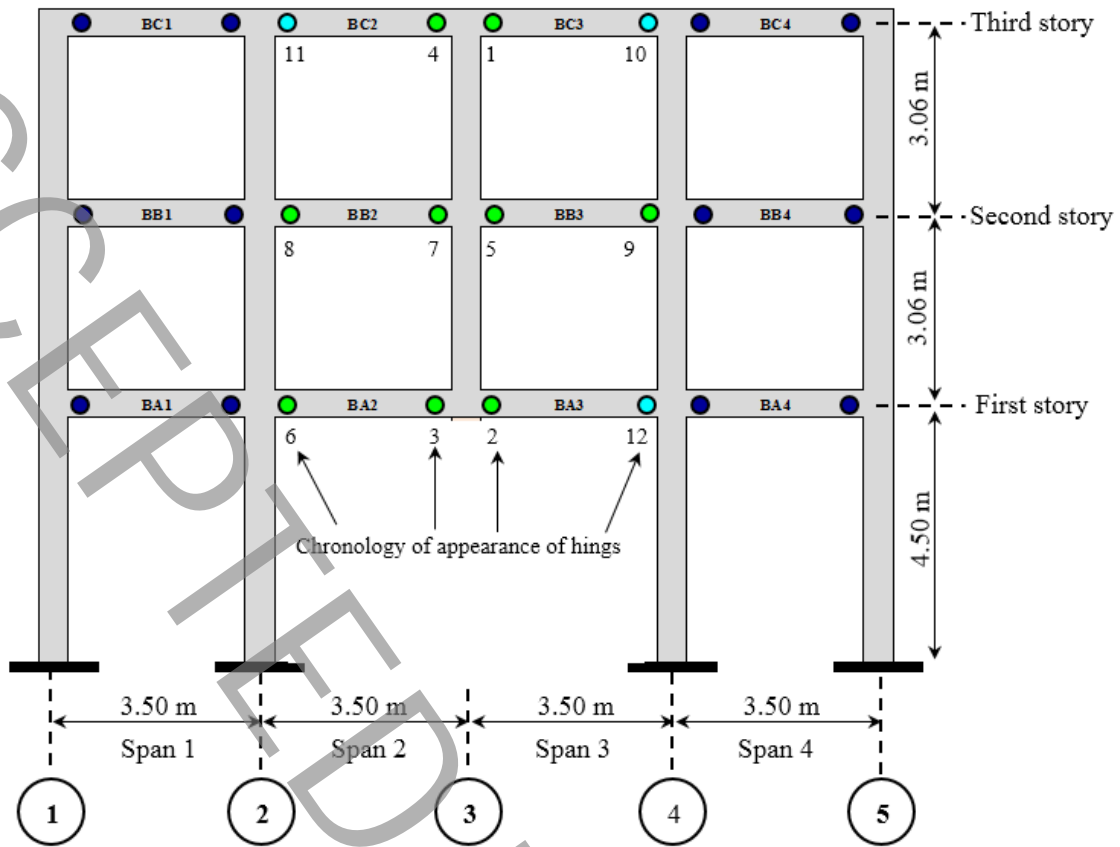 BC1 BC2 BC3 BC4 Third story
11 4 1 10
3.06 m
BB1 BB2 BB3 BB4 Second story
8 7 5 9
3.06 m
BA1 BA2 BA3 BA4 First story
6 3 2 12
Chronology of appearance of hings
4.50 m
3.50 m 3.50 m 3.50 m 3.50 m
Span 1 Span 2 Span 3 Span 4
1 2 3 4 5
CCEPTED